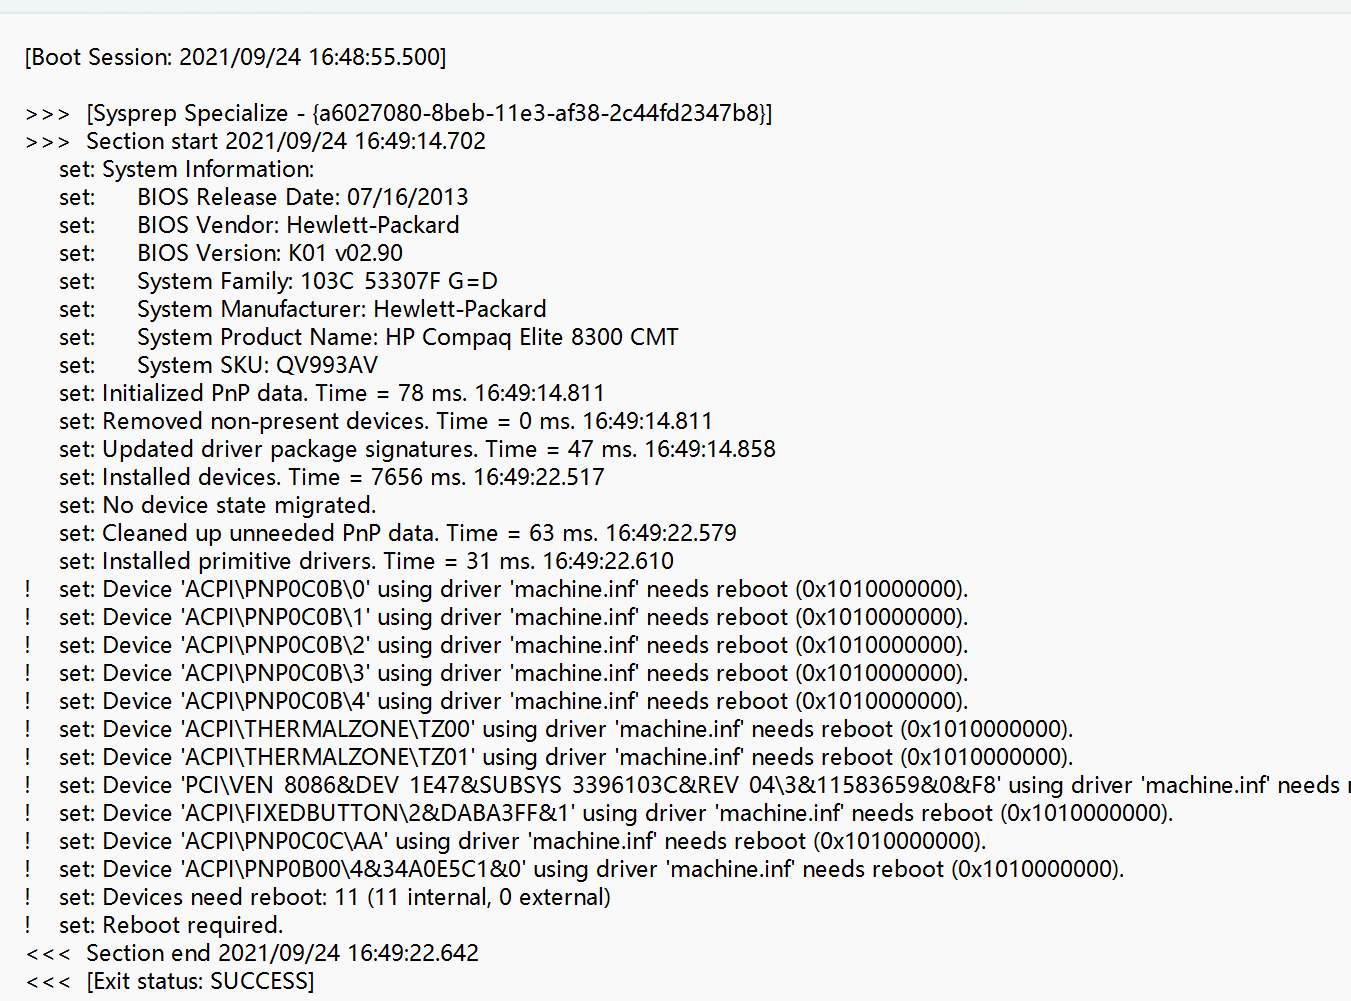 [Boot Session: 2021/09/24 16:48:55.500]
>>>  [Sysprep Specialize - {a6027080-8beb-11e3-af38-2c44fd2347b8}]
>>>  Section start 2021/09/24 16:49:14.702
set: System Information:
set:      BIOS Release Date: 07/16/2013
set:      BIOS Vendor: Hewlett-Packard
set:      BIOS Version: K01 v02.90
set:      System Family: 103C 53307F G=D
set:      System Manufacturer: Hewlett-Packard
set:      System Product Name: HP Compaq Elite 8300 CMT
set:      System SKU: QV993AV
set: Initialized PnP data. Time = 78 ms. 16:49:14.811
set: Removed non-present devices. Time = 0 ms. 16:49:14.811
set: Updated driver package signatures. Time = 47 ms. 16:49:14.858
set: Installed devices. Time = 7656 ms. 16:49:22.517
set: No device state migrated.
set: Cleaned up unneeded PnP data. Time = 63 ms. 16:49:22.579
set: Installed primitive drivers. Time = 31 ms. 16:49:22.610
!    set: Device 'ACPI\PNP0C0B\0' using driver 'machine.inf' needs reboot (0x1010000000).
!    set: Device 'ACPI\PNP0C0B\1' using driver 'machine.inf' needs reboot (0x1010000000).
!    set: Device 'ACPI\PNP0C0B\2' using driver 'machine.inf' needs reboot (0x1010000000).
!    set: Device 'ACPI\PNP0C0B\3' using driver 'machine.inf' needs reboot (0x1010000000).
!    set: Device 'ACPI\PNP0C0B\4' using driver 'machine.inf' needs reboot (0x1010000000).
!    set: Device 'ACPI\THERMALZONE\TZ00' using driver 'machine.inf' needs reboot (0x1010000000).
!    set: Device 'ACPI\THERMALZONE\TZ01' using driver 'machine.inf' needs reboot (0x1010000000).
!    set: Device 'PCI\VEN 8086&DEV 1E47&SUBSYS 3396103C&REV 04\3&11583659&0&F8' using driver 'machine.inf' needs
!    set: Device 'ACPI\FIXEDBUTTON\2&DABA3FF&1' using driver 'machine.inf' needs reboot (0x1010000000).
!    set: Device 'ACPI\PNP0C0C\AA' using driver 'machine.inf' needs reboot (0x1010000000).
!    set: Device 'ACPI\PNP0B00\4&34A0E5C1&0' using driver 'machine.inf' needs reboot (0x1010000000).
!    set: Devices need reboot: 11 (11 internal, 0 external)
!    set: Reboot required.
<<<  Section end 2021/09/24 16:49:22.642
<<<  [Exit status: SUCCESS]